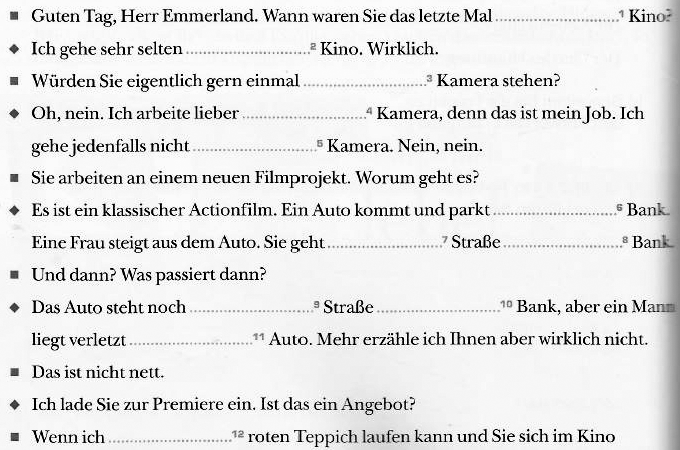 ■ Guten Tag, Herr Emmerland. Wann waren Sie das letzte Mal ..............................¹ Kino?
◆ Ich gehe sehr selten ..............................² Kino. Wirklich.
■ Würden Sie eigentlich gern einmal ..............................³ Kamera stehen?
◆ Oh, nein. Ich arbeite lieber ..............................⁴ Kamera, denn das ist mein Job. Ich
gehe jedenfalls nicht ..............................⁵ Kamera. Nein, nein.
■ Sie arbeiten an einem neuen Filmprojekt. Worum geht es?
◆ Es ist ein klassischer Actionfilm. Ein Auto kommt und parkt ..............................⁶ Bank.
Eine Frau steigt aus dem Auto. Sie geht ..............................⁷ Straße ..............................⁸ Bank.
■ Und dann? Was passiert dann?
◆ Das Auto steht noch ..............................⁹ Straße ..............................¹⁰ Bank, aber ein Mann
liegt verletzt ..............................¹¹ Auto. Mehr erzähle ich Ihnen aber wirklich nicht.
■ Das ist nicht nett.
◆ Ich lade Sie zur Premiere ein. Ist das ein Angebot?
■ Wenn ich ..............................¹² roten Teppich laufen kann und Sie sich im Kino